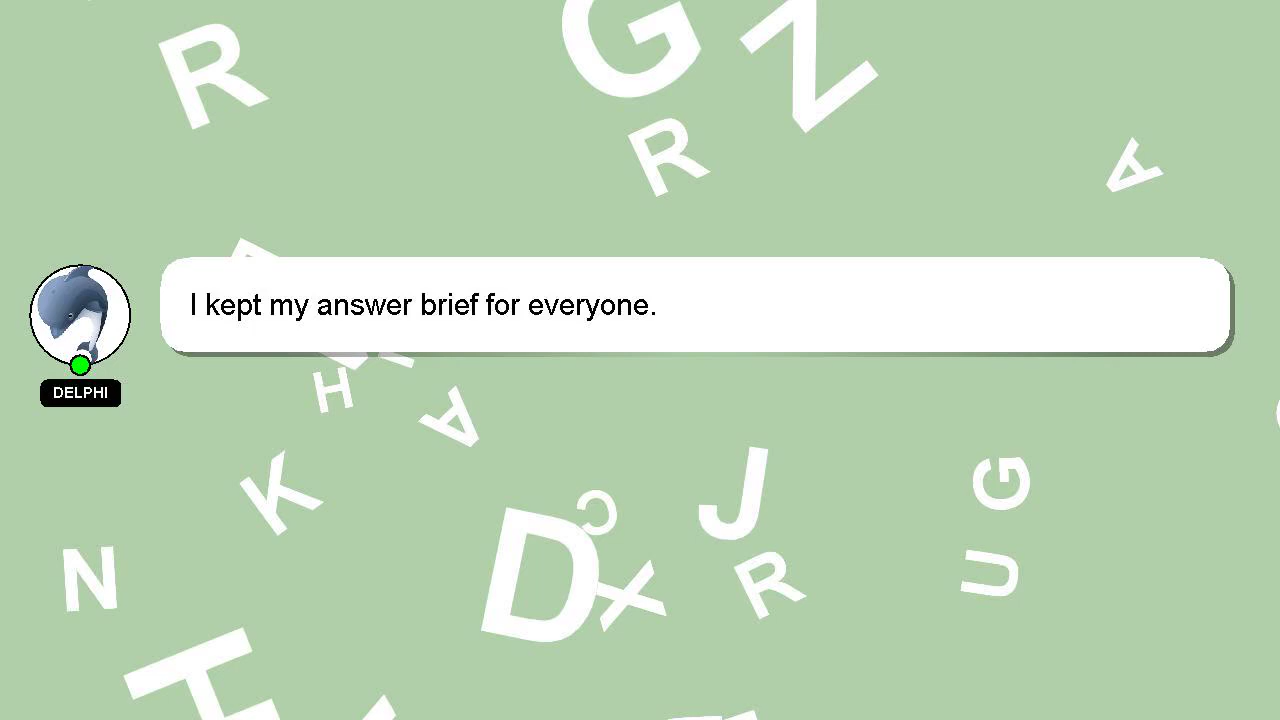 R
G
Z
R
A
I kept my answer brief for everyone.
DELPHI
H
A
K
J
G
C
D
N
X
R
U
I